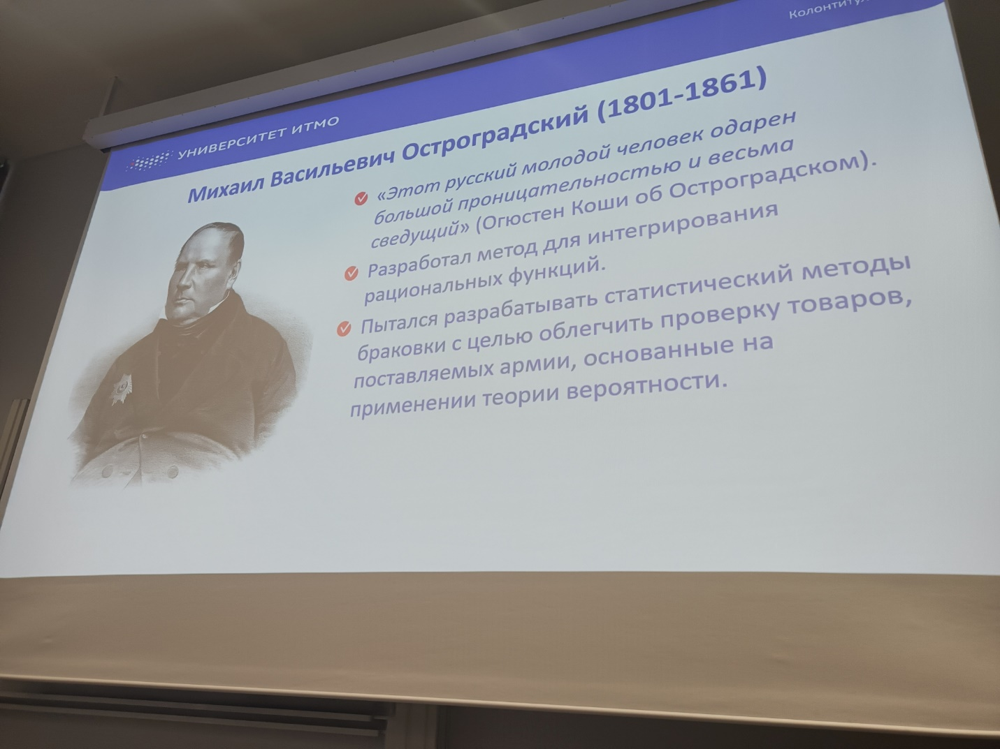 Колонтитул
УНИВЕРСИТЕТ ИТМО
Михаил Васильевич Остроградский (1801-1861)
«Этот русский молодой человек одарен
большой проницательностью и весьма
сведущий» (Огюстен Коши об Остроградском).
Разработал метод для интегрирования
рациональных функций.
Пытался разрабатывать статистический методы
браковки с целью облегчить проверку товаров,
поставляемых армии, основанные на
применении теории вероятности.